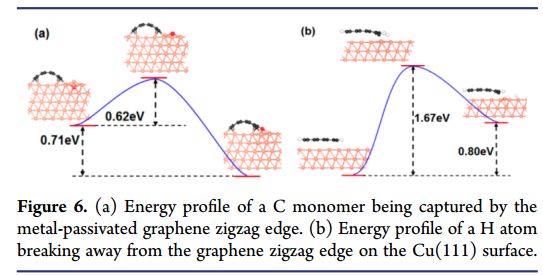 (a)
(b)
0.62eV
0.71eV
1.67eV
0.80eV
Figure 6. (a) Energy profile of a C monomer being captured by the
metal-passivated graphene zigzag edge. (b) Energy profile of a H atom
breaking away from the graphene zigzag edge on the Cu(111) surface.